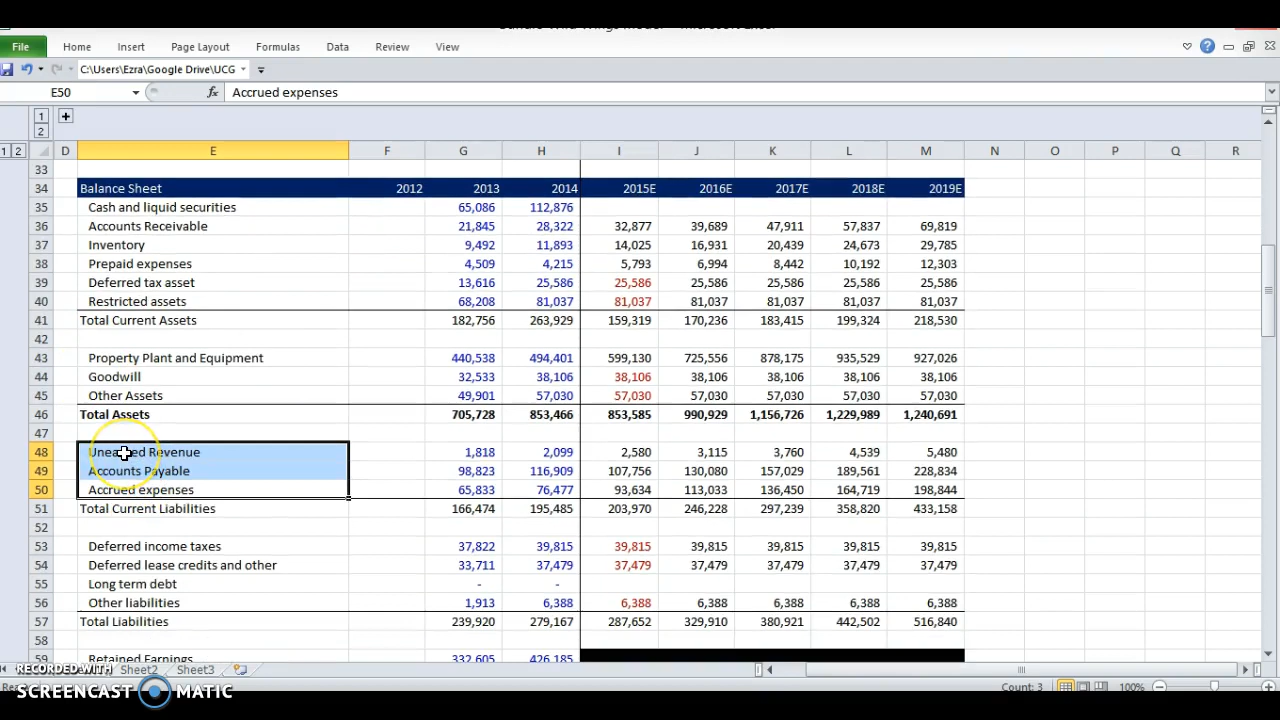 File Home Insert Page Layout Formulas Data Review View
C:\Users\Ezra\Google Drive\UCG
E50 fx Accrued expenses
1
2
1 2 D E F G H I J K L M N O P Q R
33
34 Balance Sheet 2012 2013 2014 2015E 2016E 2017E 2018E 2019E
35 Cash and liquid securities 65,086 112,876
36 Accounts Receivable 21,845 28,322 32,877 39,689 47,911 57,837 69,819
37 Inventory 9,492 11,893 14,025 16,931 20,439 24,673 29,785
38 Prepaid expenses 4,509 4,215 5,793 6,994 8,442 10,192 12,303
39 Deferred tax asset 13,616 25,586 25,586 25,586 25,586 25,586 25,586
40 Restricted assets 68,208 81,037 81,037 81,037 81,037 81,037 81,037
41 Total Current Assets 182,756 263,929 159,319 170,236 183,415 199,324 218,530
42
43 Property Plant and Equipment 440,538 494,401 599,130 725,556 878,175 935,529 927,026
44 Goodwill 32,533 38,106 38,106 38,106 38,106 38,106 38,106
45 Other Assets 49,901 57,030 57,030 57,030 57,030 57,030 57,030
46 Total Assets 705,728 853,466 853,585 990,929 1,156,726 1,229,989 1,240,691
47
48 Unearned Revenue 1,818 2,099 2,580 3,115 3,760 4,539 5,480
49 Accounts Payable 98,823 116,909 107,756 130,080 157,029 189,561 228,834
50 Accrued expenses 65,833 76,477 93,634 113,033 136,450 164,719 198,844
51 Total Current Liabilities 166,474 195,485 203,970 246,228 297,239 358,820 433,158
52
53 Deferred income taxes 37,822 39,815 39,815 39,815 39,815 39,815 39,815
54 Deferred lease credits and other 33,711 37,479 37,479 37,479 37,479 37,479 37,479
55 Long term debt - -
56 Other liabilities 1,913 6,388 6,388 6,388 6,388 6,388 6,388
57 Total Liabilities 239,920 279,167 287,652 329,910 380,921 442,502 516,840
58
59 Retained Earnings 332,605 426,185
RECORDED WITH Sheet2 Sheet3
SCREENCAST MATIC Count: 3 100%